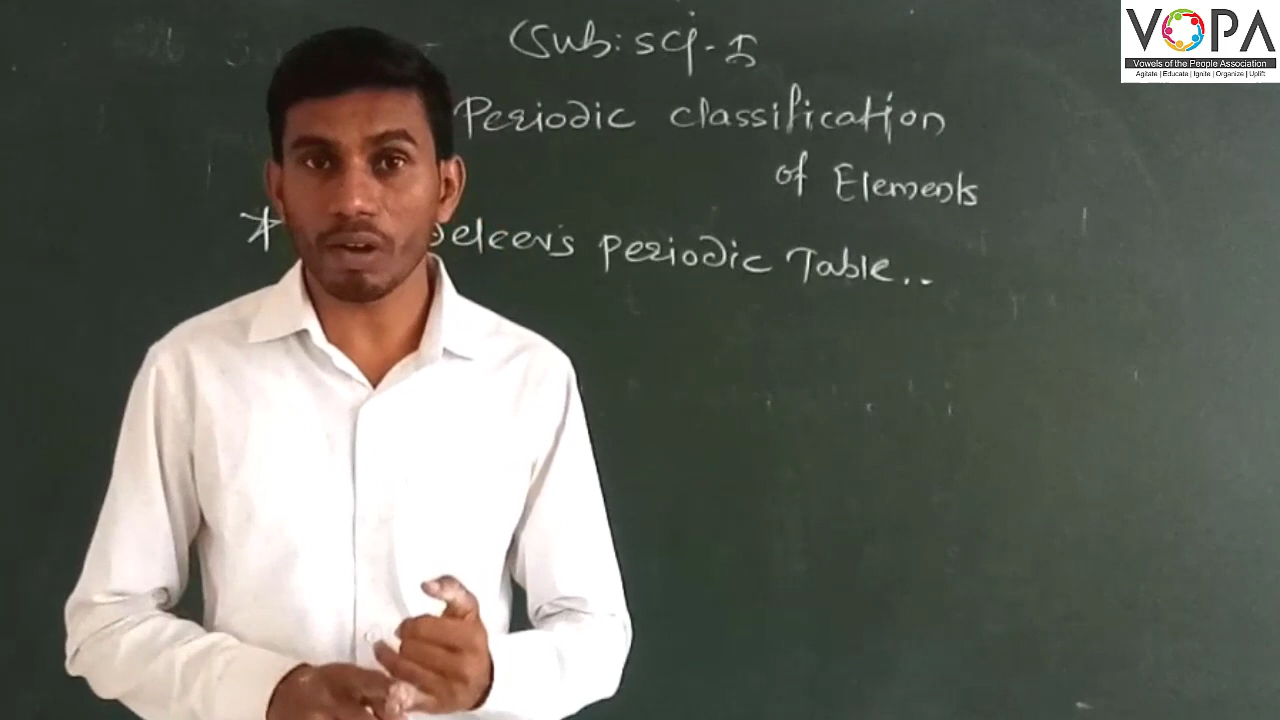 Sub: sci-I
Periodic classification
of Elements
* deleev's Periodic Table..
VOPA
Vowels of the People Association
Agitate | Educate | Ignite | Organize | Uplift